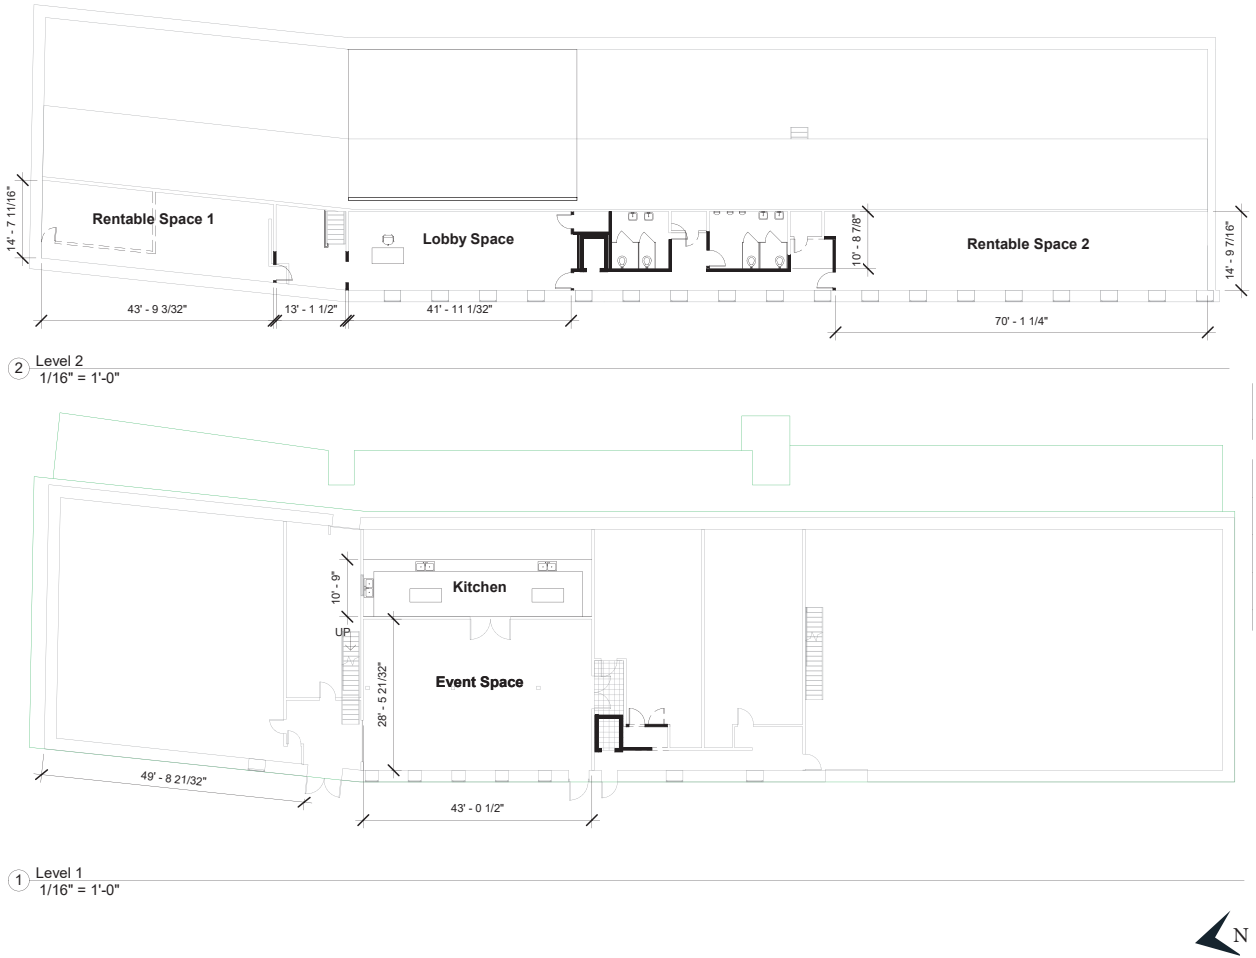 14' - 7 11/16"
Rentable Space 1
Lobby Space
10' - 8 7/8"
Rentable Space 2
14' - 9 7/16"
43' - 9 3/32"
13' - 1 1/2"
41' - 11 1/32"
70' - 1 1/4"
2
Level 2
1/16" = 1'-0"
10' - 9"
Kitchen
UP
28' - 5 21/32"
Event Space
49' - 8 21/32"
43' - 0 1/2"
1
Level 1
1/16" = 1'-0"
N